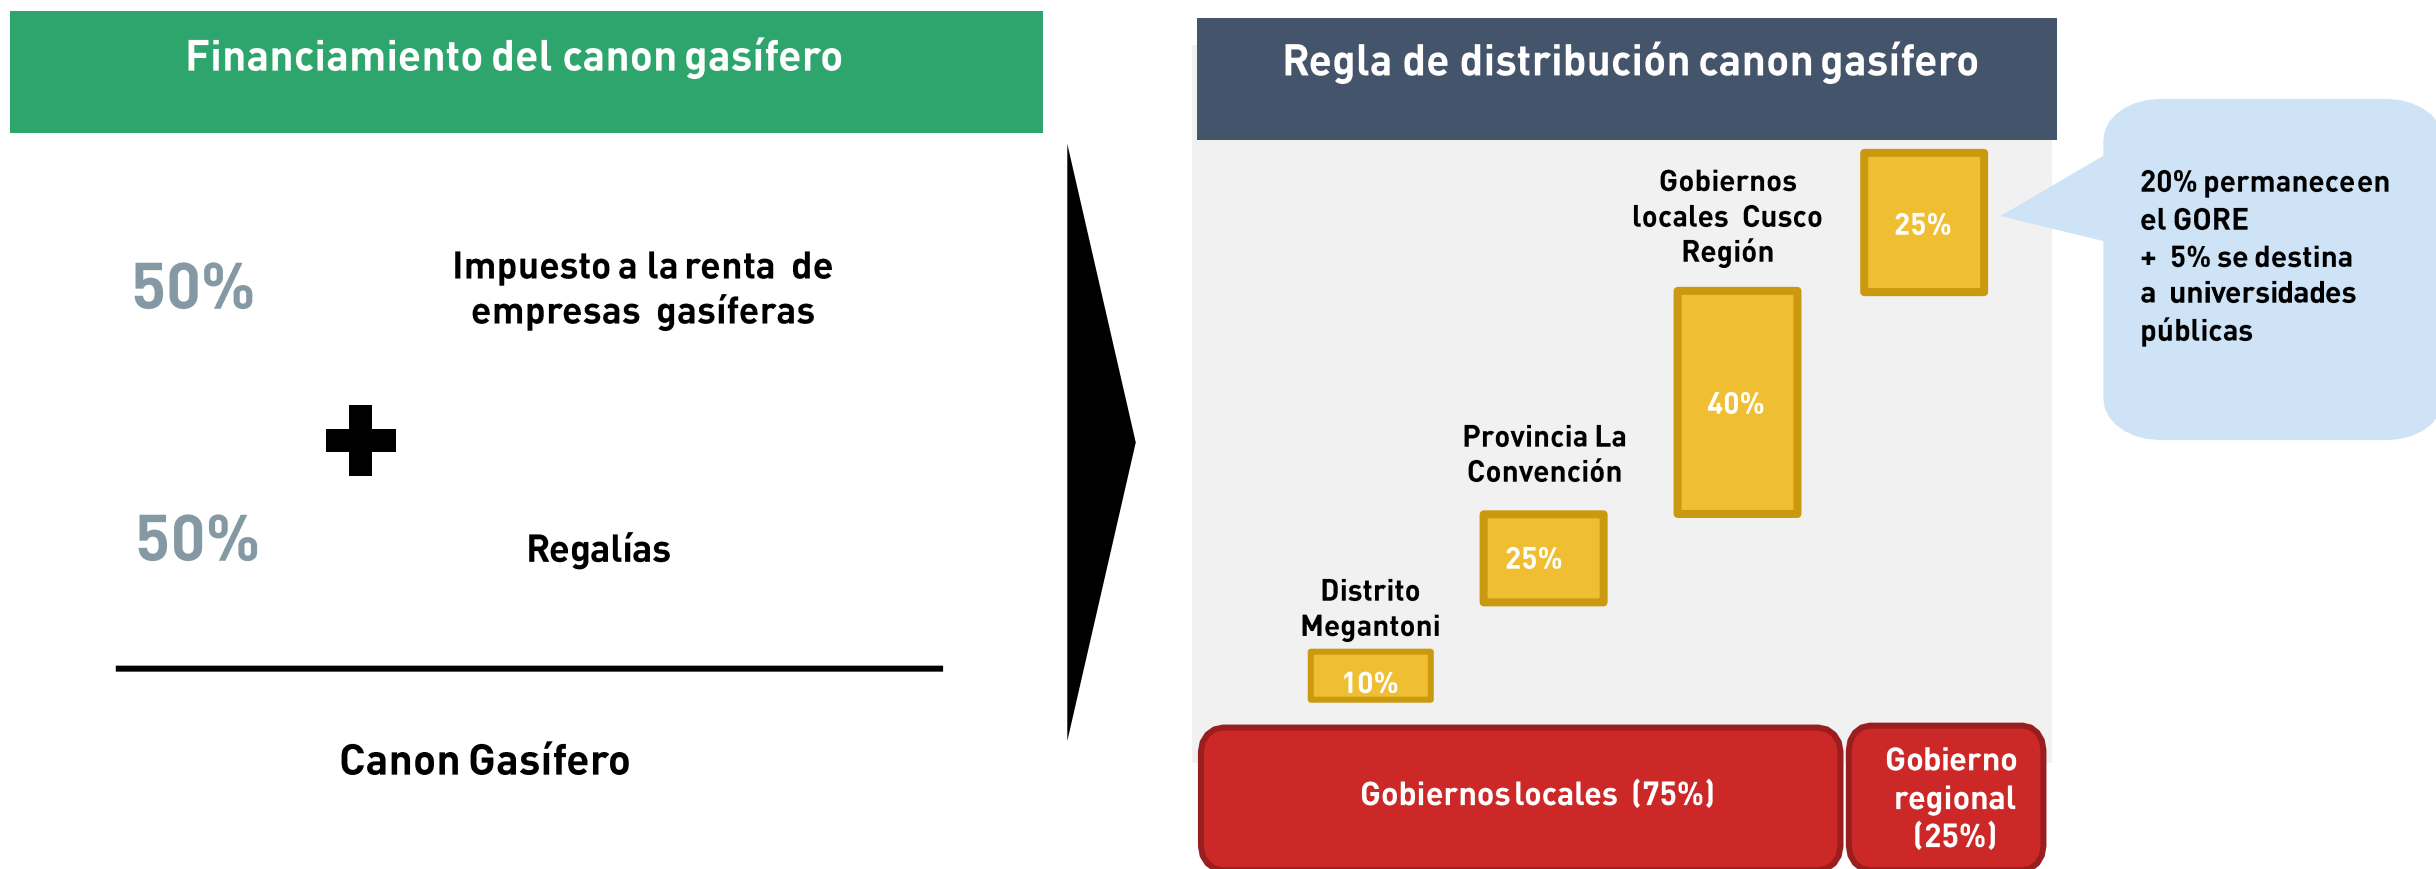 Financiamiento del canon gasífero
50%
Impuesto a la renta de
empresas gasíferas
50%
Regalías
Canon Gasífero
Regla de distribución canon gasífero
Gobiernos
locales Cusco
Región
25%
40%
Provincia La
Convención
25%
Distrito
Megantoni
10%
Gobiernos locales (75%)
Gobierno
regional
(25%)
20% permanece en
el GORE
+ 5% se destina
a universidades
públicas